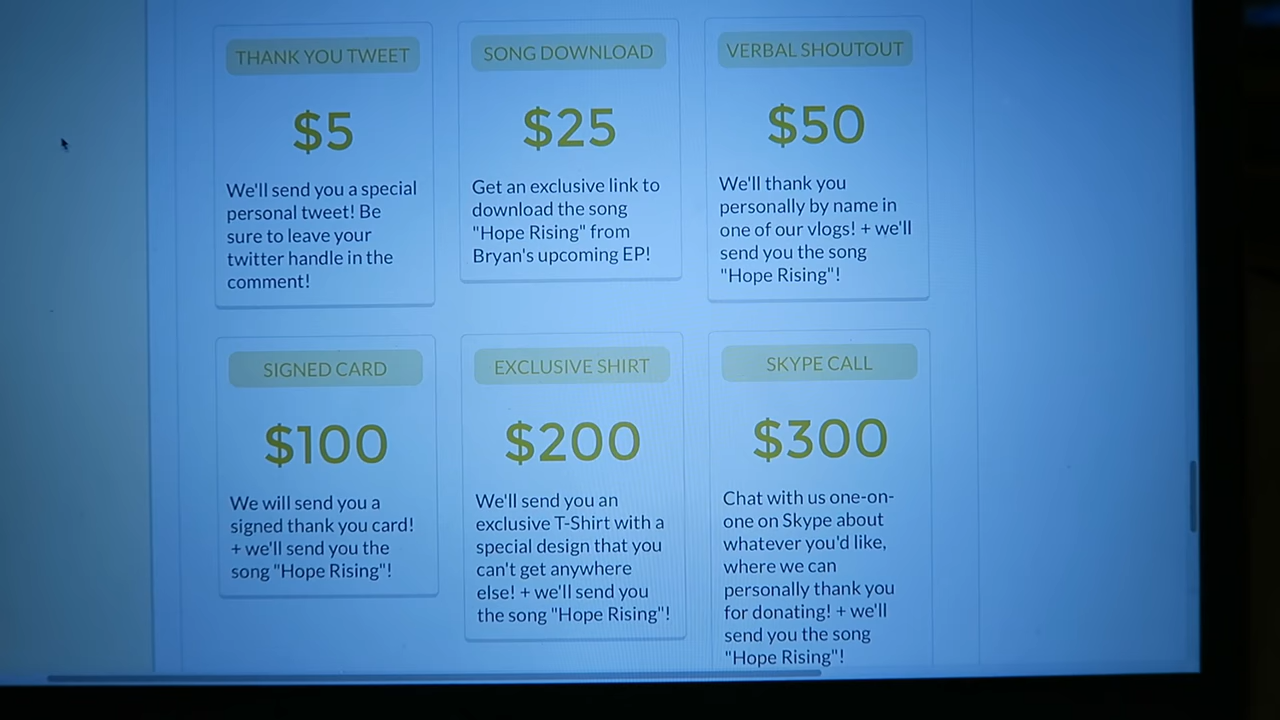 THANK YOU TWEET
$5
We'll send you a special
personal tweet! Be
sure to leave your
twitter handle in the
comment!
SONG DOWNLOAD
$25
Get an exclusive link to
download the song
"Hope Rising" from
Bryan's upcoming EP!
VERBAL SHOUTOUT
$50
We'll thank you
personally by name in
one of our vlogs! + we'll
send you the song
"Hope Rising"!
SIGNED CARD
$100
We will send you a
signed thank you card!
+ we'll send you the
song "Hope Rising"!
EXCLUSIVE SHIRT
$200
We'll send you an
exclusive T-Shirt with a
special design that you
can't get anywhere
else! + we'll send you
the song "Hope Rising"!
SKYPE CALL
$300
Chat with us one-on-
one on Skype about
whatever you'd like,
where we can
personally thank you
for donating! + we'll
send you the song
"Hope Rising"!